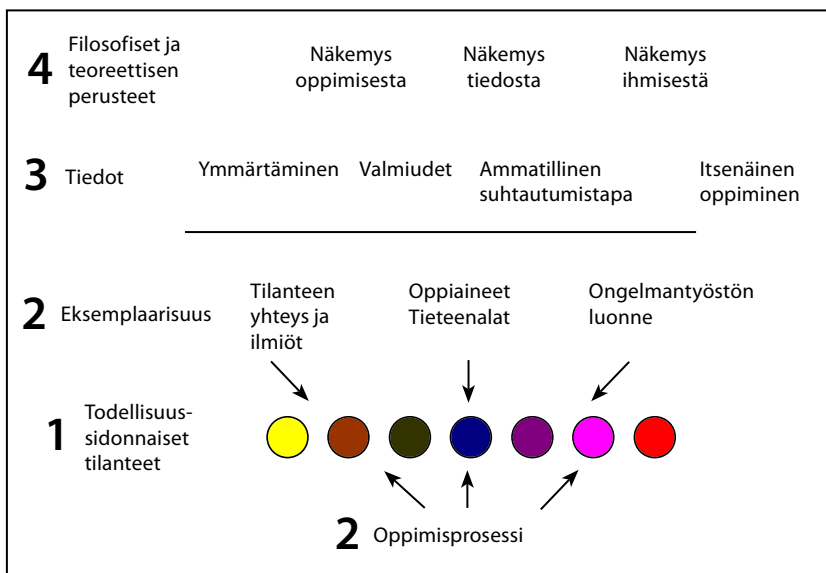 4
Filosofiset ja
teoreettisen
perusteet
Näkemys
oppimisesta
Näkemys
tiedosta
Näkemys
ihmisestä
3
Tiedot
Ymmärtäminen
Valmiudet
Ammatillinen
suhtautumistapa
Itsenäinen
oppiminen
2
Eksemplaarisuus
Tilanteen
yhteys ja
ilmiöt
Oppiaineet
Tieteenalat
Ongelmantyöstön
luonne
1
Todellisuus-
sidonnaiset
tilanteet
2
Oppimisprosessi